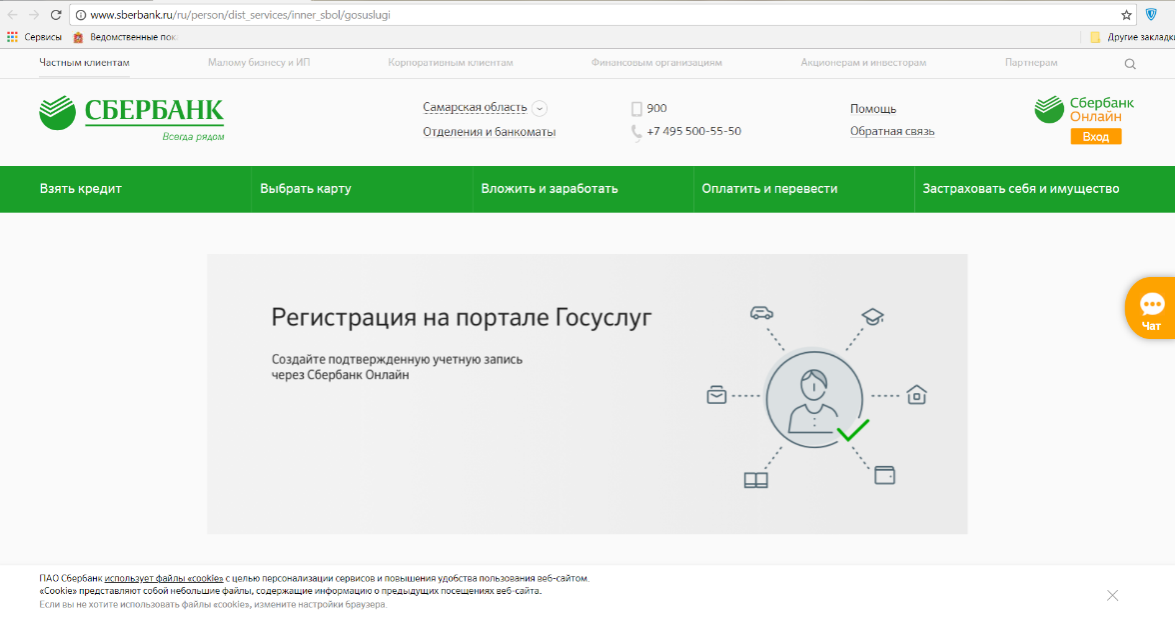 www.sberbank.ru/ru/person/dist_services/inner_sbol/gosuslugi
Сервисы Ведомственные пок Другие закладки
Частным клиентам Малому бизнесу и ИП Корпоративным клиентам Финансовым организациям Акционерам и инвесторам Партнерам
СБЕРБАНК
Всегда рядом
Самарская область
Отделения и банкоматы
900
+7 495 500-55-50
Помощь
Обратная связь
Сбербанк
Онлайн
Вход
Взять кредит Выбрать карту Вложить и заработать Оплатить и перевести Застраховать себя и имущество
Регистрация на портале Госуслуг
Создайте подтвержденную учетную запись
через Сбербанк Онлайн
Чат
ПАО Сбербанк использует файлы «cookie» с целью персонализации сервисов и повышения удобства пользования веб-сайтом.
«Cookie» представляют собой небольшие файлы, содержащие информацию о предыдущих посещениях веб-сайта.
Если вы не хотите использовать файлы «cookie», измените настройки браузера.